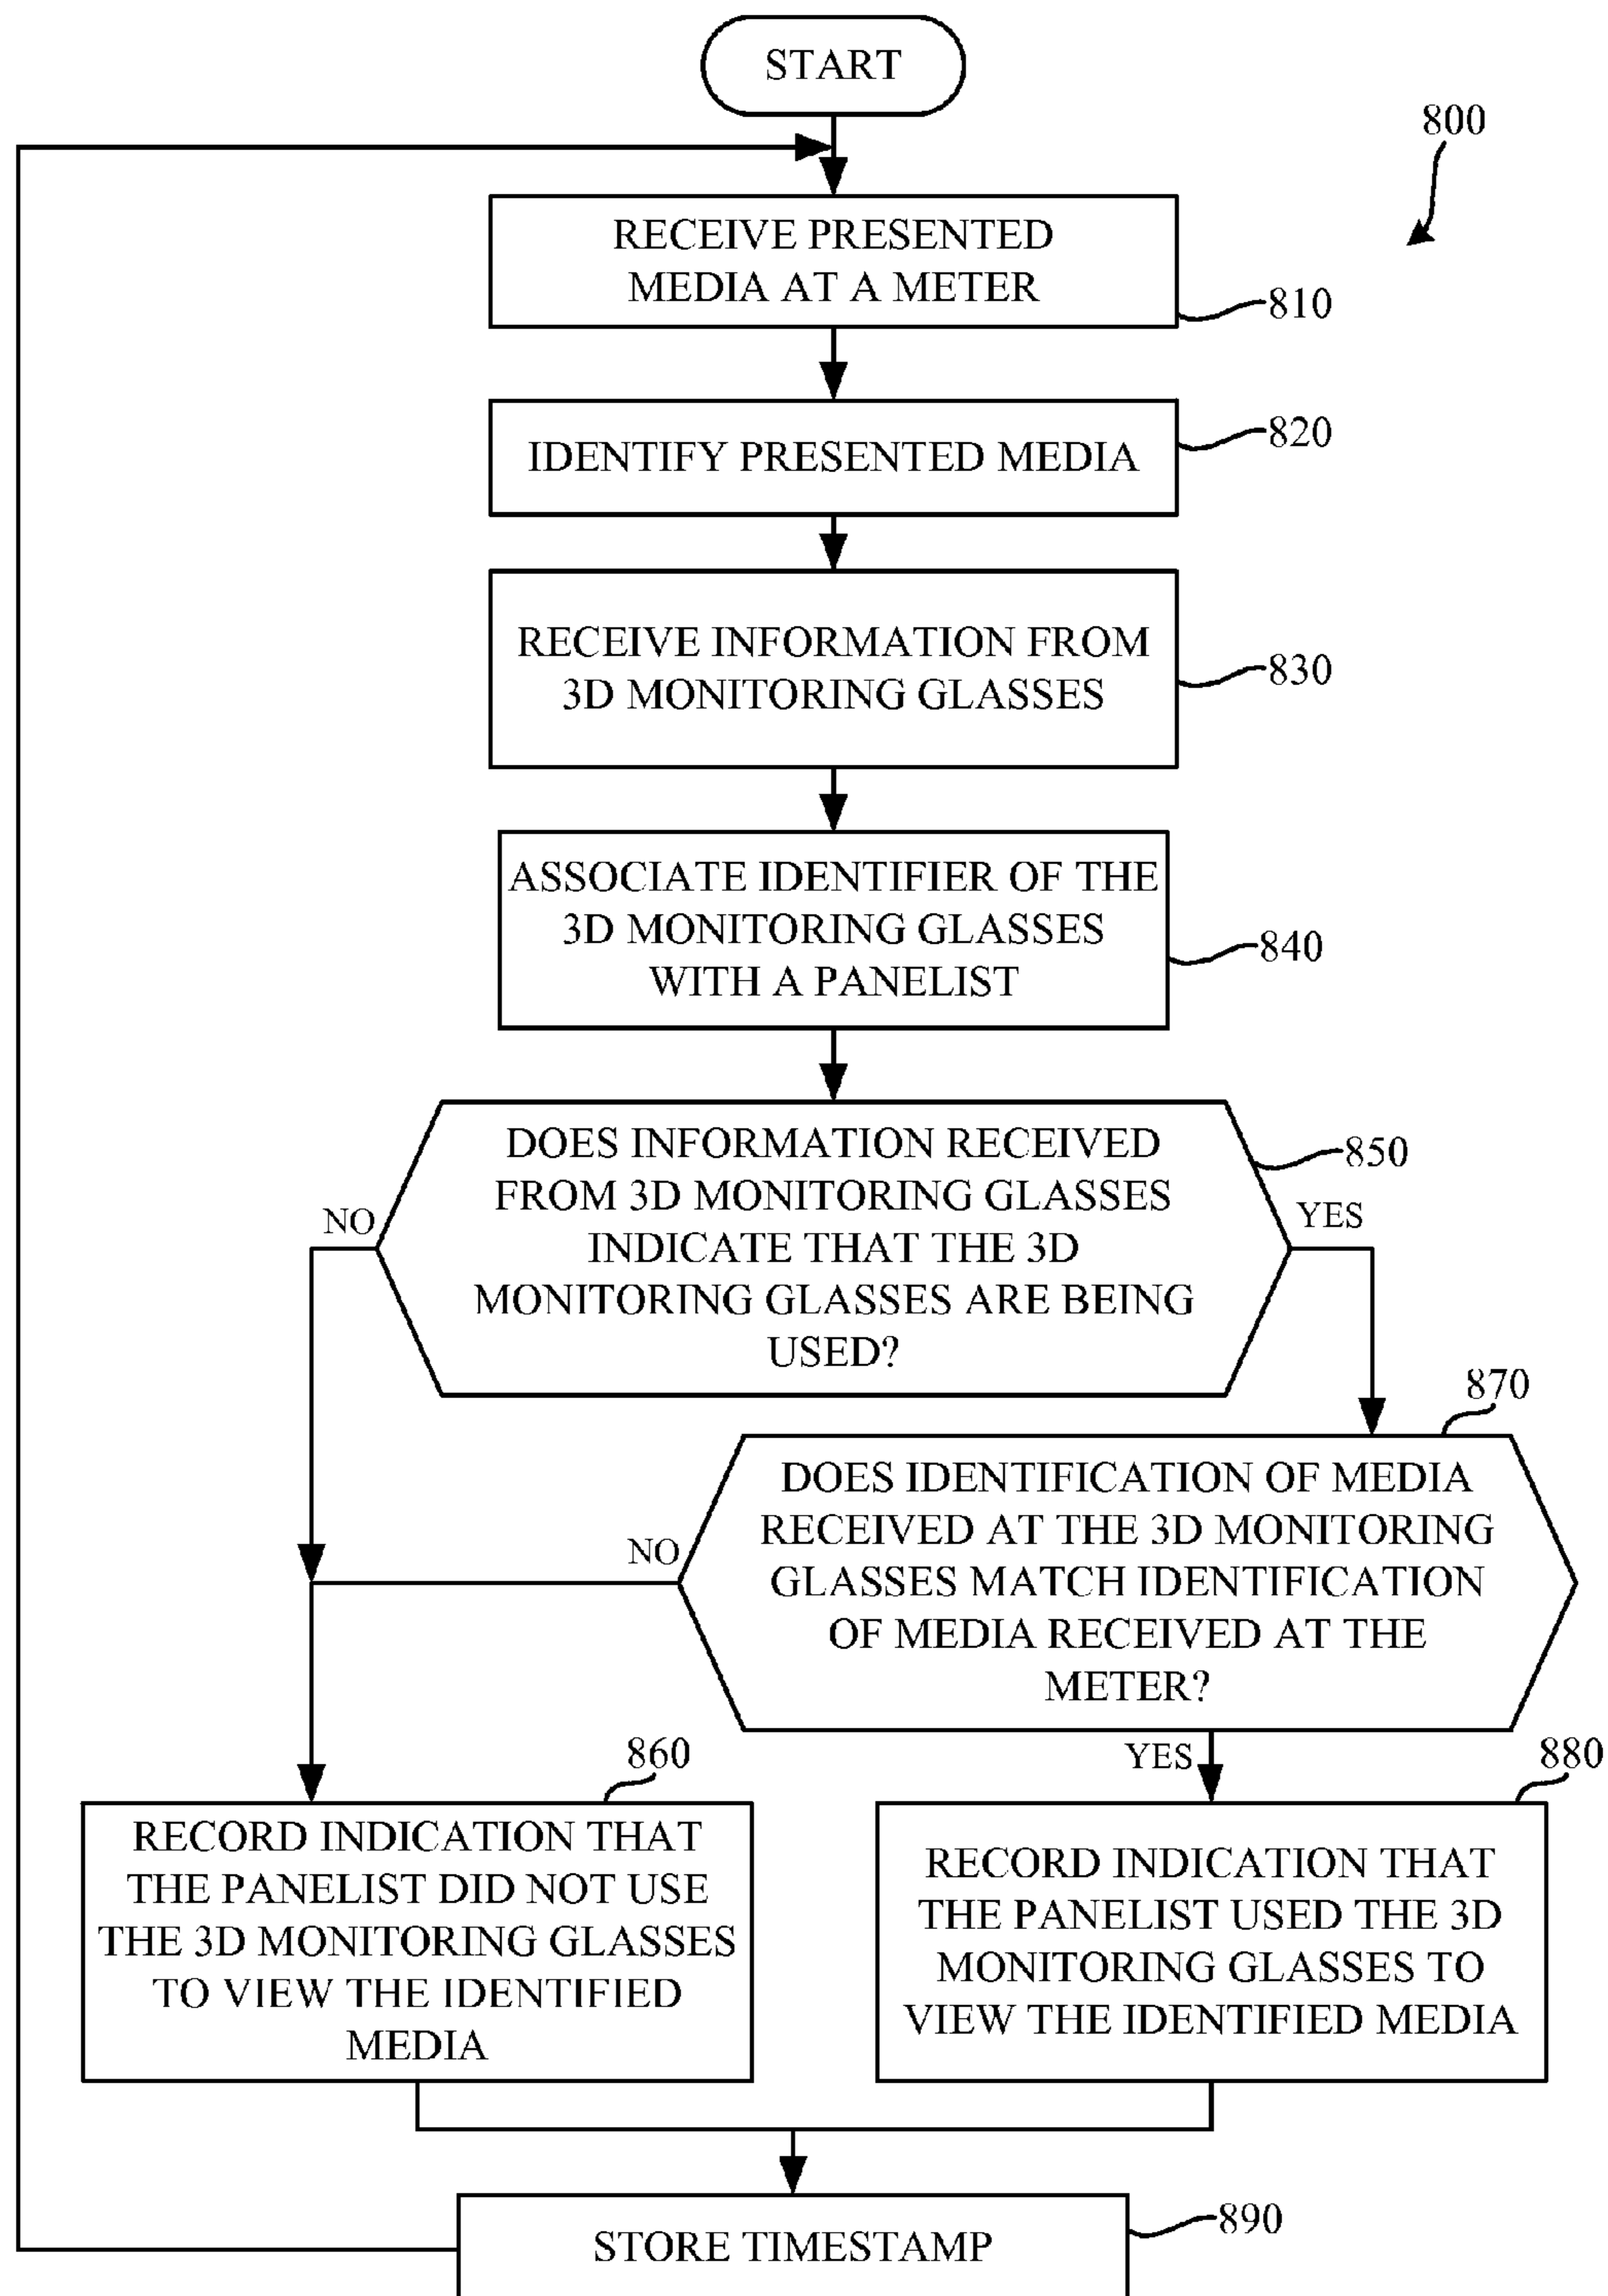 START
800
RECEIVE PRESENTED
MEDIA AT A METER
810
IDENTIFY PRESENTED MEDIA
820
RECEIVE INFORMATION FROM
3D MONITORING GLASSES
830
ASSOCIATE IDENTIFIER OF THE
3D MONITORING GLASSES
WITH A PANELIST
840
DOES INFORMATION RECEIVED
FROM 3D MONITORING GLASSES
INDICATE THAT THE 3D
MONITORING GLASSES ARE BEING
USED?
850
NO
YES
870
DOES IDENTIFICATION OF MEDIA
RECEIVED AT THE 3D MONITORING
GLASSES MATCH IDENTIFICATION
OF MEDIA RECEIVED AT THE
METER?
NO
YES
860
RECORD INDICATION THAT
THE PANELIST DID NOT USE
THE 3D MONITORING GLASSES
TO VIEW THE IDENTIFIED
MEDIA
880
RECORD INDICATION THAT
THE PANELIST USED THE 3D
MONITORING GLASSES TO
VIEW THE IDENTIFIED MEDIA
STORE TIMESTAMP
890